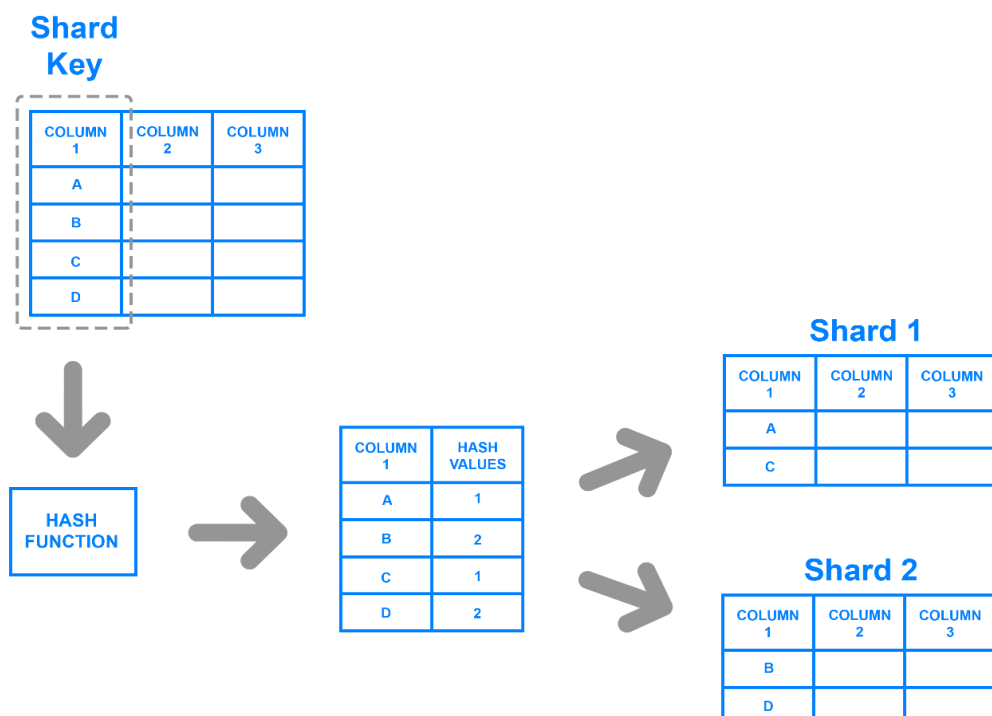 Shard
Key
COLUMN COLUMN COLUMN
1 2 3
A
B
C
D
HASH
FUNCTION
COLUMN HASH
1 VALUES
A 1
B 2
C 1
D 2
Shard 1
COLUMN COLUMN COLUMN
1 2 3
A
C
Shard 2
COLUMN COLUMN COLUMN
1 2 3
B
D